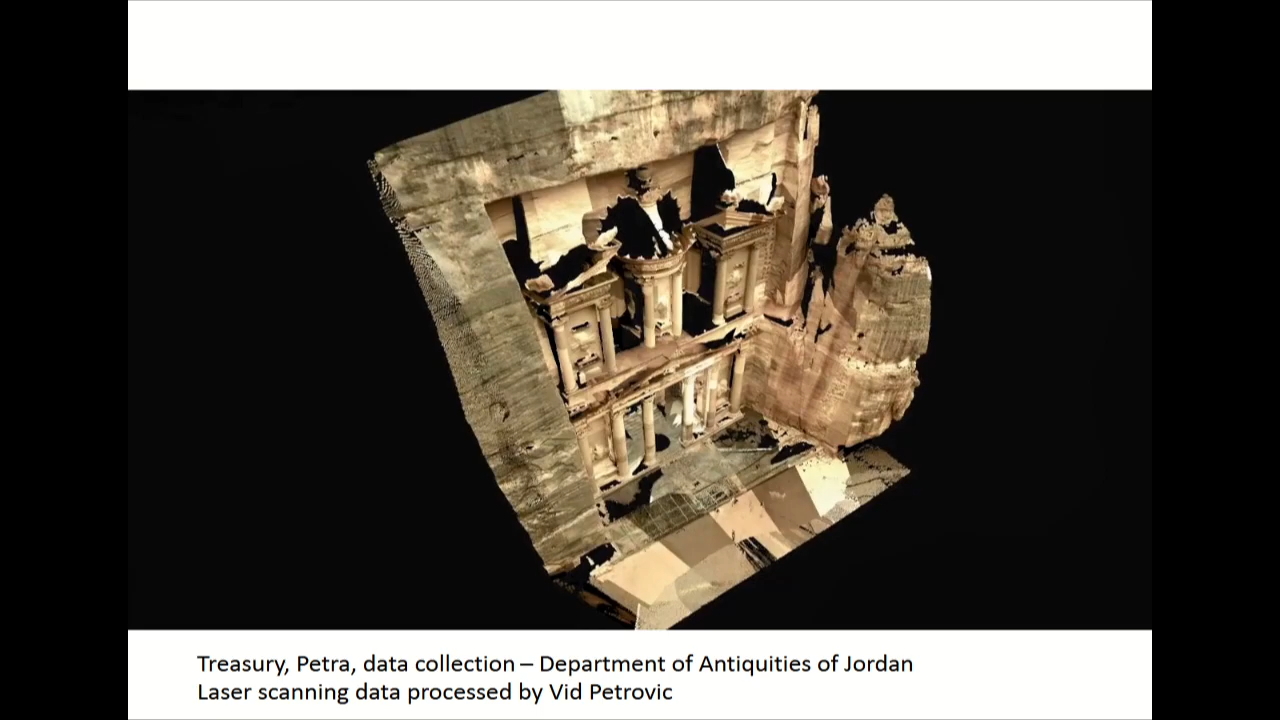 Treasury, Petra, data collection – Department of Antiquities of Jordan
Laser scanning data processed by Vid Petrovic